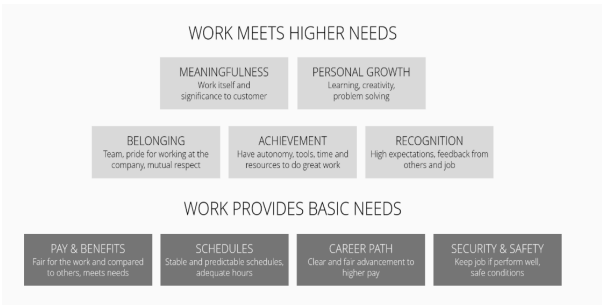 WORK MEETS HIGHER NEEDS
MEANINGFULNESS
Work itself and
significance to customer
PERSONAL GROWTH
Learning, creativity,
problem solving
BELONGING
Team, pride for working at the
company, mutual respect
ACHIEVEMENT
Have autonomy, tools, time and
resources to do great work
RECOGNITION
High expectations, feedback from
others and job
WORK PROVIDES BASIC NEEDS
PAY & BENEFITS
Fair for the work and compared
to others, meets needs
SCHEDULES
Stable and predictable schedules,
adequate hours
CAREER PATH
Clear and fair advancement to
higher pay
SECURITY & SAFETY
Keep job if perform well,
safe conditions